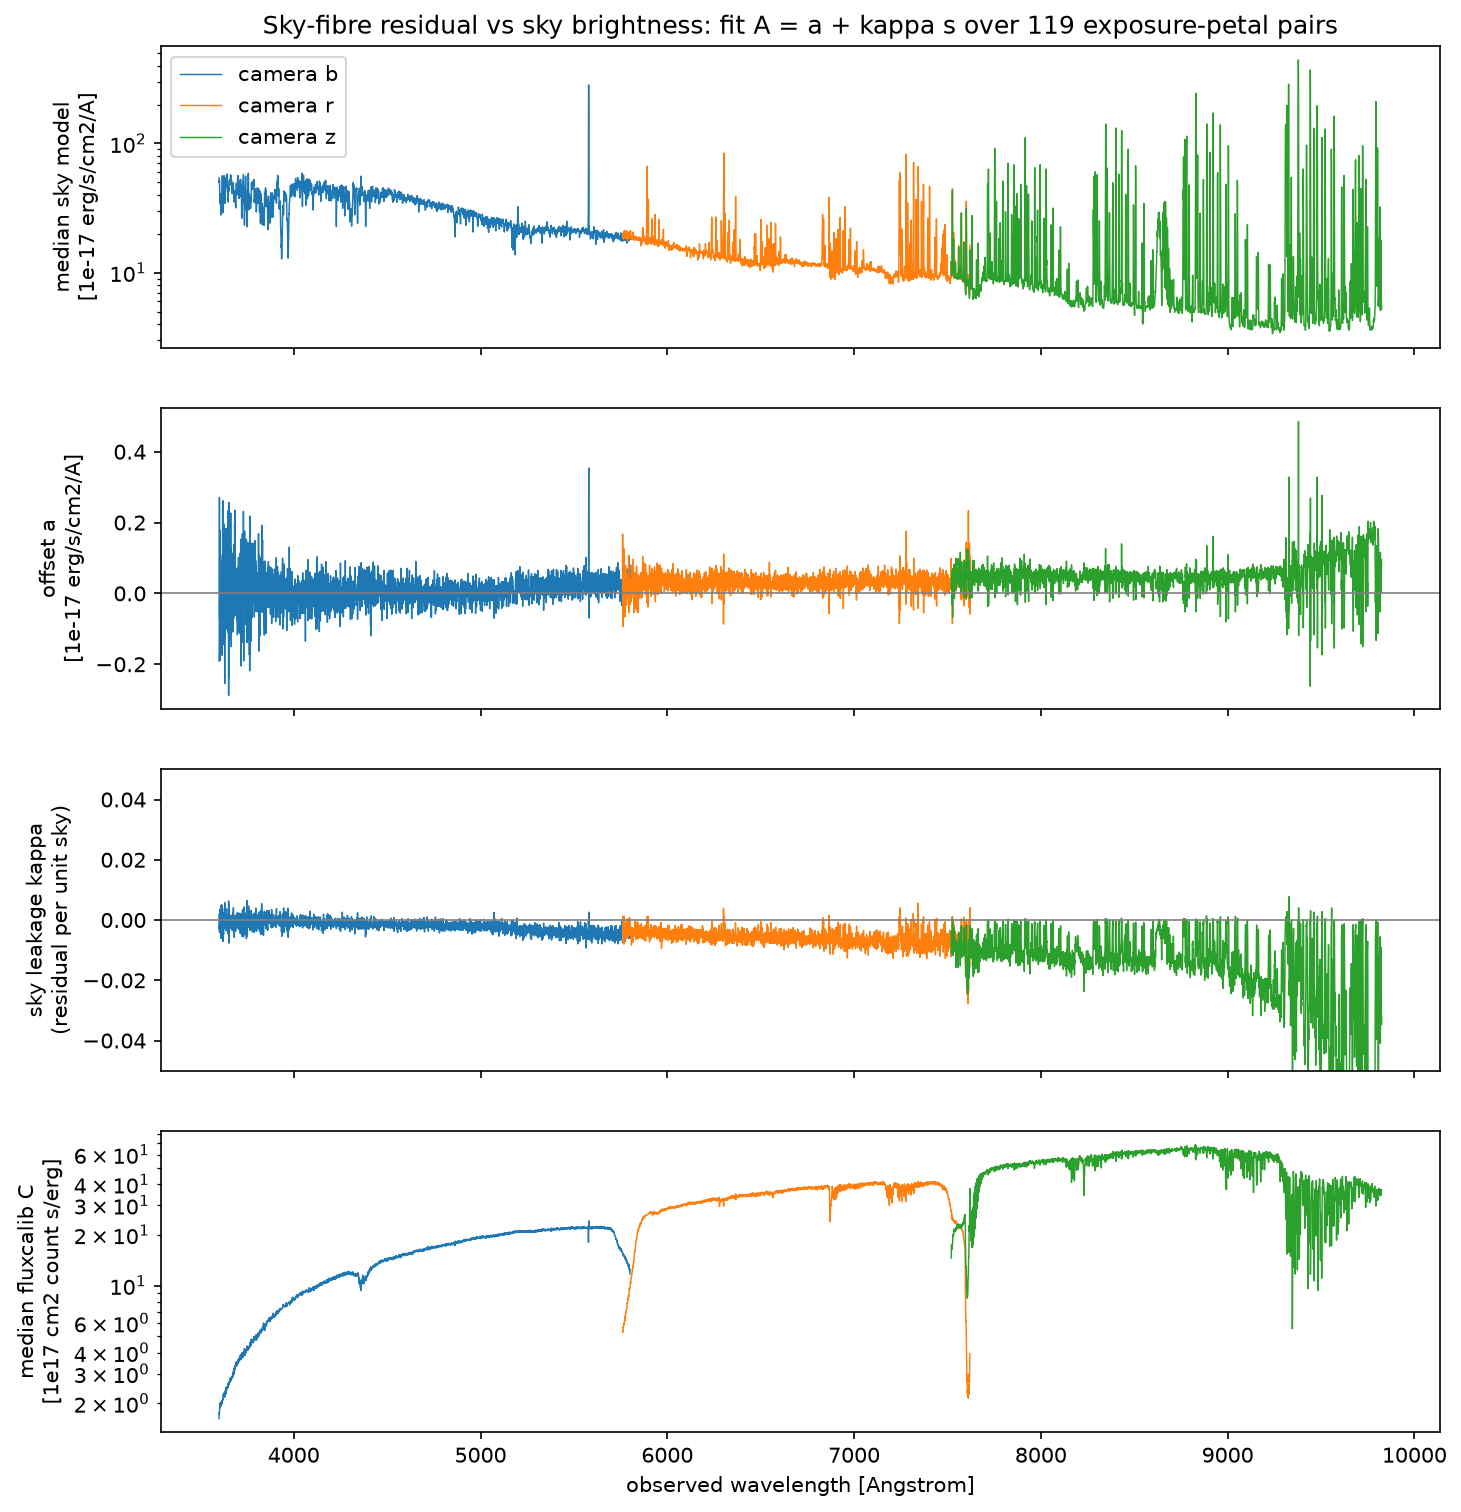 Sky-fibre residual vs sky brightness: fit A = a + kappa s over 119 exposure-petal pairs
median sky model
[1e-17 erg/s/cm2/A]
10²
10¹
camera b
camera r
camera z
offset a
[1e-17 erg/s/cm2/A]
0.4
0.2
0.0
−0.2
sky leakage kappa
(residual per unit sky)
0.04
0.02
0.00
−0.02
−0.04
median fluxcalib C
[1e17 cm2 count s/erg]
6 × 10¹
4 × 10¹
3 × 10¹
2 × 10¹
10¹
6 × 10⁰
4 × 10⁰
3 × 10⁰
2 × 10⁰
4000 5000 6000 7000 8000 9000 10000
observed wavelength [Angstrom]